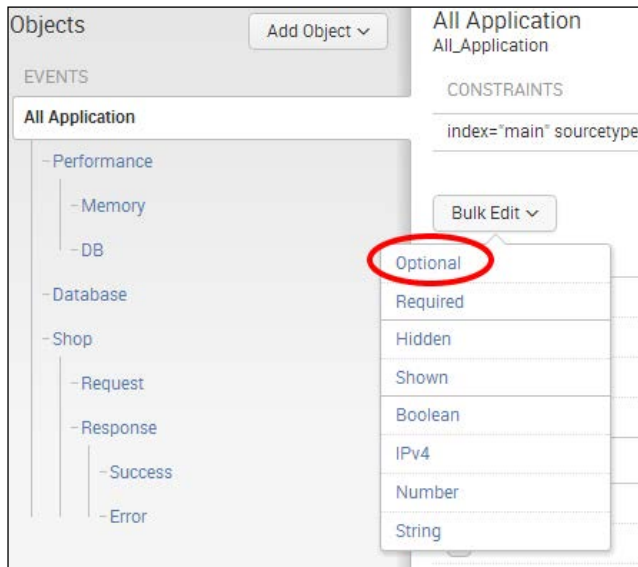 Objects
Add Object
EVENTS
All Application
Performance
Memory
DB
Database
Shop
Request
Response
Success
Error
All Application
All_Application
CONSTRAINTS
index="main" sourcetype
Bulk Edit
Optional
Required
Hidden
Shown
Boolean
IPv4
Number
String